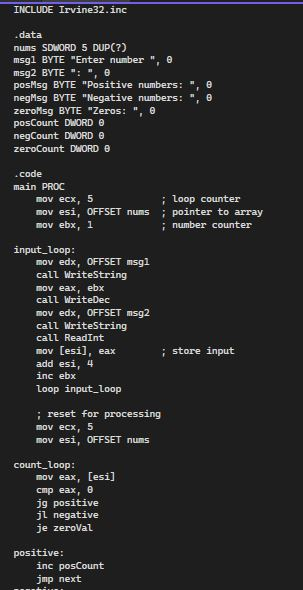 INCLUDE Irvine32.inc
.data
nums SDWORD 5 DUP(?)
msg1 BYTE "Enter number ", 0
msg2 BYTE ": ", 0
posMsg BYTE "Positive numbers: ", 0
negMsg BYTE "Negative numbers: ", 0
zeroMsg BYTE "Zeros: ", 0
posCount DWORD 0
negCount DWORD 0
zeroCount DWORD 0
.code
main PROC
mov ecx, 5 ; loop counter
mov esi, OFFSET nums ; pointer to array
mov ebx, 1 ; number counter
input_loop:
mov edx, OFFSET msg1
call WriteString
mov eax, ebx
call WriteDec
mov edx, OFFSET msg2
call WriteString
call ReadInt
mov [esi], eax ; store input
add esi, 4
inc ebx
loop input_loop
; reset for processing
mov ecx, 5
mov esi, OFFSET nums
count_loop:
mov eax, [esi]
cmp eax, 0
jg positive
jl negative
je zeroVal
positive:
inc posCount
jmp next